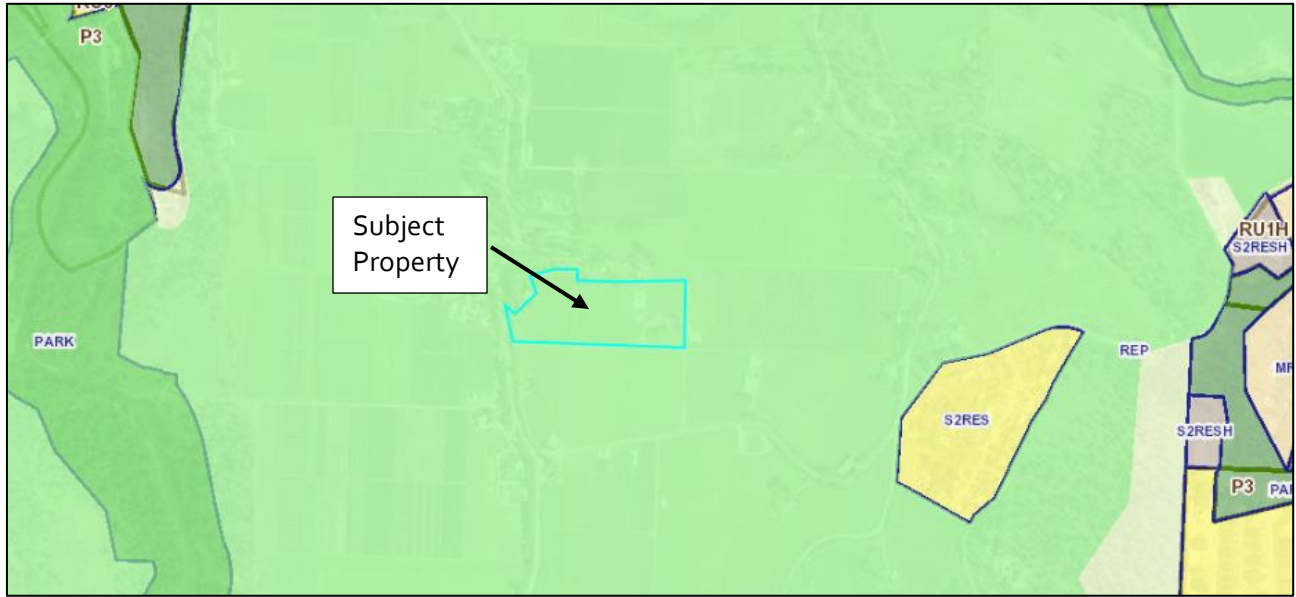 P3
Subject
Property
RU1H
S2RESH
PARK
REP
S2RES
S2RESH
P3